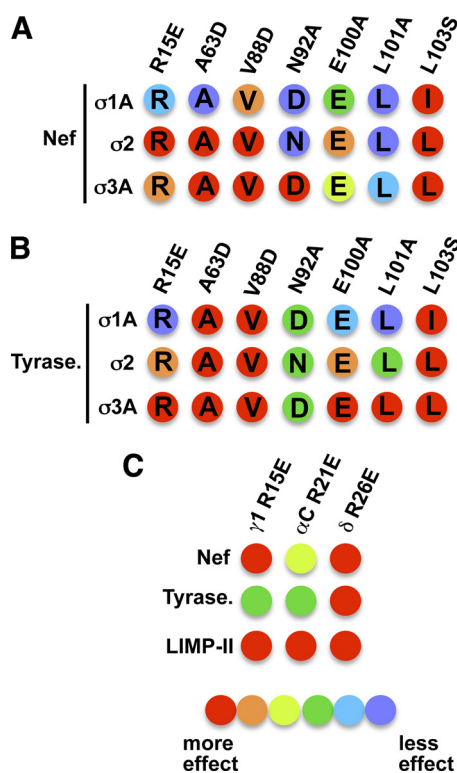 A
R15E A63D V88D N92A E100A L101A L103S
σ1A R A V D E L I
Nef σ2 R A V N E L L
σ3A R A V D E L L
B
R15E A63D V88D N92A E100A L101A L103S
σ1A R A V D E L I
Tyrase. σ2 R A V N E L L
σ3A R A V D E L L
C
γ1 R15E αC R21E δ R26E
Nef
Tyrase.
LIMP-II
more less
effect effect